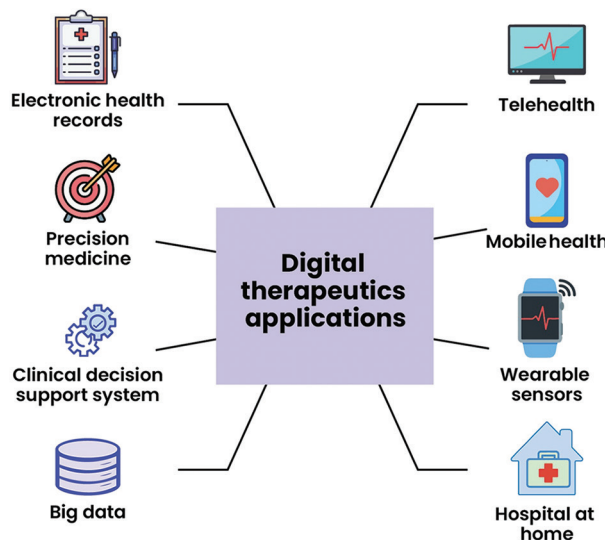 Electronic health
records
Telehealth
Precision
medicine
Mobile health
Digital
therapeutics
applications
Clinical decision
support system
Wearable
sensors
Big data
Hospital at
home